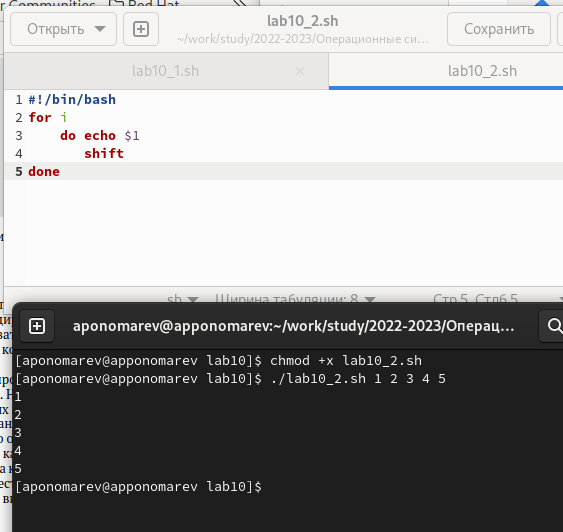 Communities Red Hat
lab10_2.sh
Открыть
~/work/study/2022-2023/Операционные си…
Сохранить
lab10_1.sh ×
lab10_2.sh
1 #!/bin/bash
2 for i
3 do echo $1
4 shift
5 done
sh Ширина табуляции: 8 Стр 5, Стлб 5
aponomarev@apponomarev:~/work/study/2022-2023/Операц…
[aponomarev@apponomarev lab10]$ chmod +x lab10_2.sh
[aponomarev@apponomarev lab10]$ ./lab10_2.sh 1 2 3 4 5
1
2
3
4
5
[aponomarev@apponomarev lab10]$